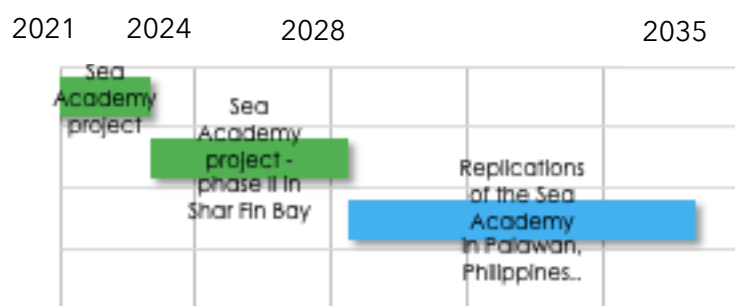 2021 2024 2028 2035
Sea
Academy
project
Sea
Academy
project -
phase II in
Shar Fin Bay
Replications
of the Sea
Academy
in Palawan,
Philippines..